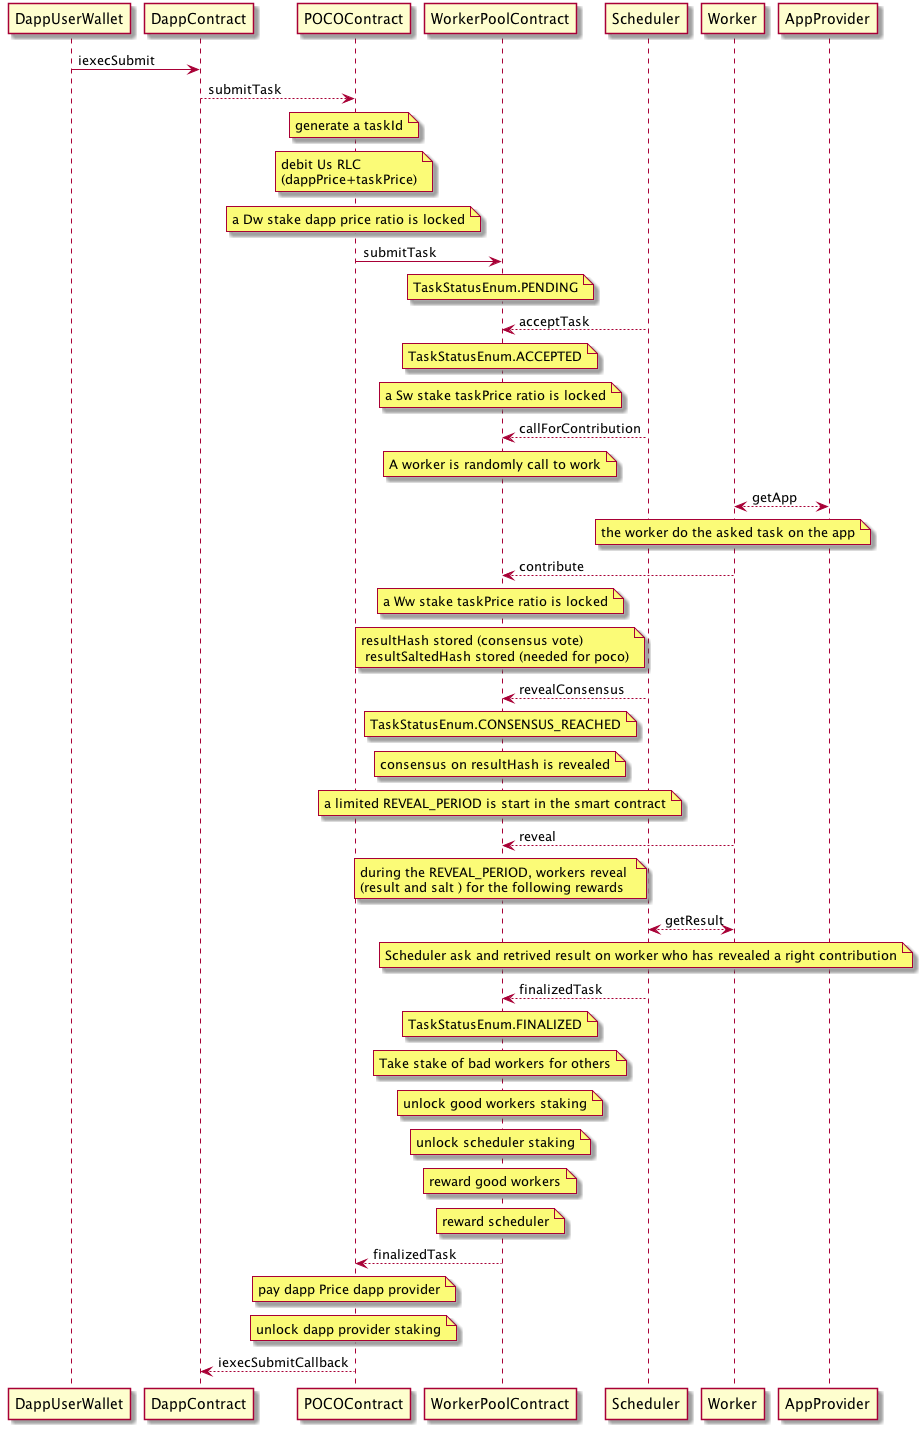 DappUserWallet
DappContract
POCOContract
WorkerPoolContract
Scheduler
Worker
AppProvider
iexecSubmit
submitTask
generate a taskId
debit Us RLC
(dappPrice+taskPrice)
a Dw stake dapp price ratio is locked
submitTask
TaskStatusEnum.PENDING
acceptTask
TaskStatusEnum.ACCEPTED
a Sw stake taskPrice ratio is locked
callForContribution
A worker is randomly call to work
getApp
the worker do the asked task on the app
contribute
a Ww stake taskPrice ratio is locked
resultHash stored (consensus vote)
resultSaltedHash stored (needed for poco)
revealConsensus
TaskStatusEnum.CONSENSUS_REACHED
consensus on resultHash is revealed
a limited REVEAL_PERIOD is start in the smart contract
reveal
during the REVEAL_PERIOD, workers reveal
(result and salt ) for the following rewards
getResult
Scheduler ask and retrived result on worker who has revealed a right contribution
finalizedTask
TaskStatusEnum.FINALIZED
Take stake of bad workers for others
unlock good workers staking
unlock scheduler staking
reward good workers
reward scheduler
finalizedTask
pay dapp Price dapp provider
unlock dapp provider staking
iexecSubmitCallback
DappUserWallet
DappContract
POCOContract
WorkerPoolContract
Scheduler
Worker
AppProvider